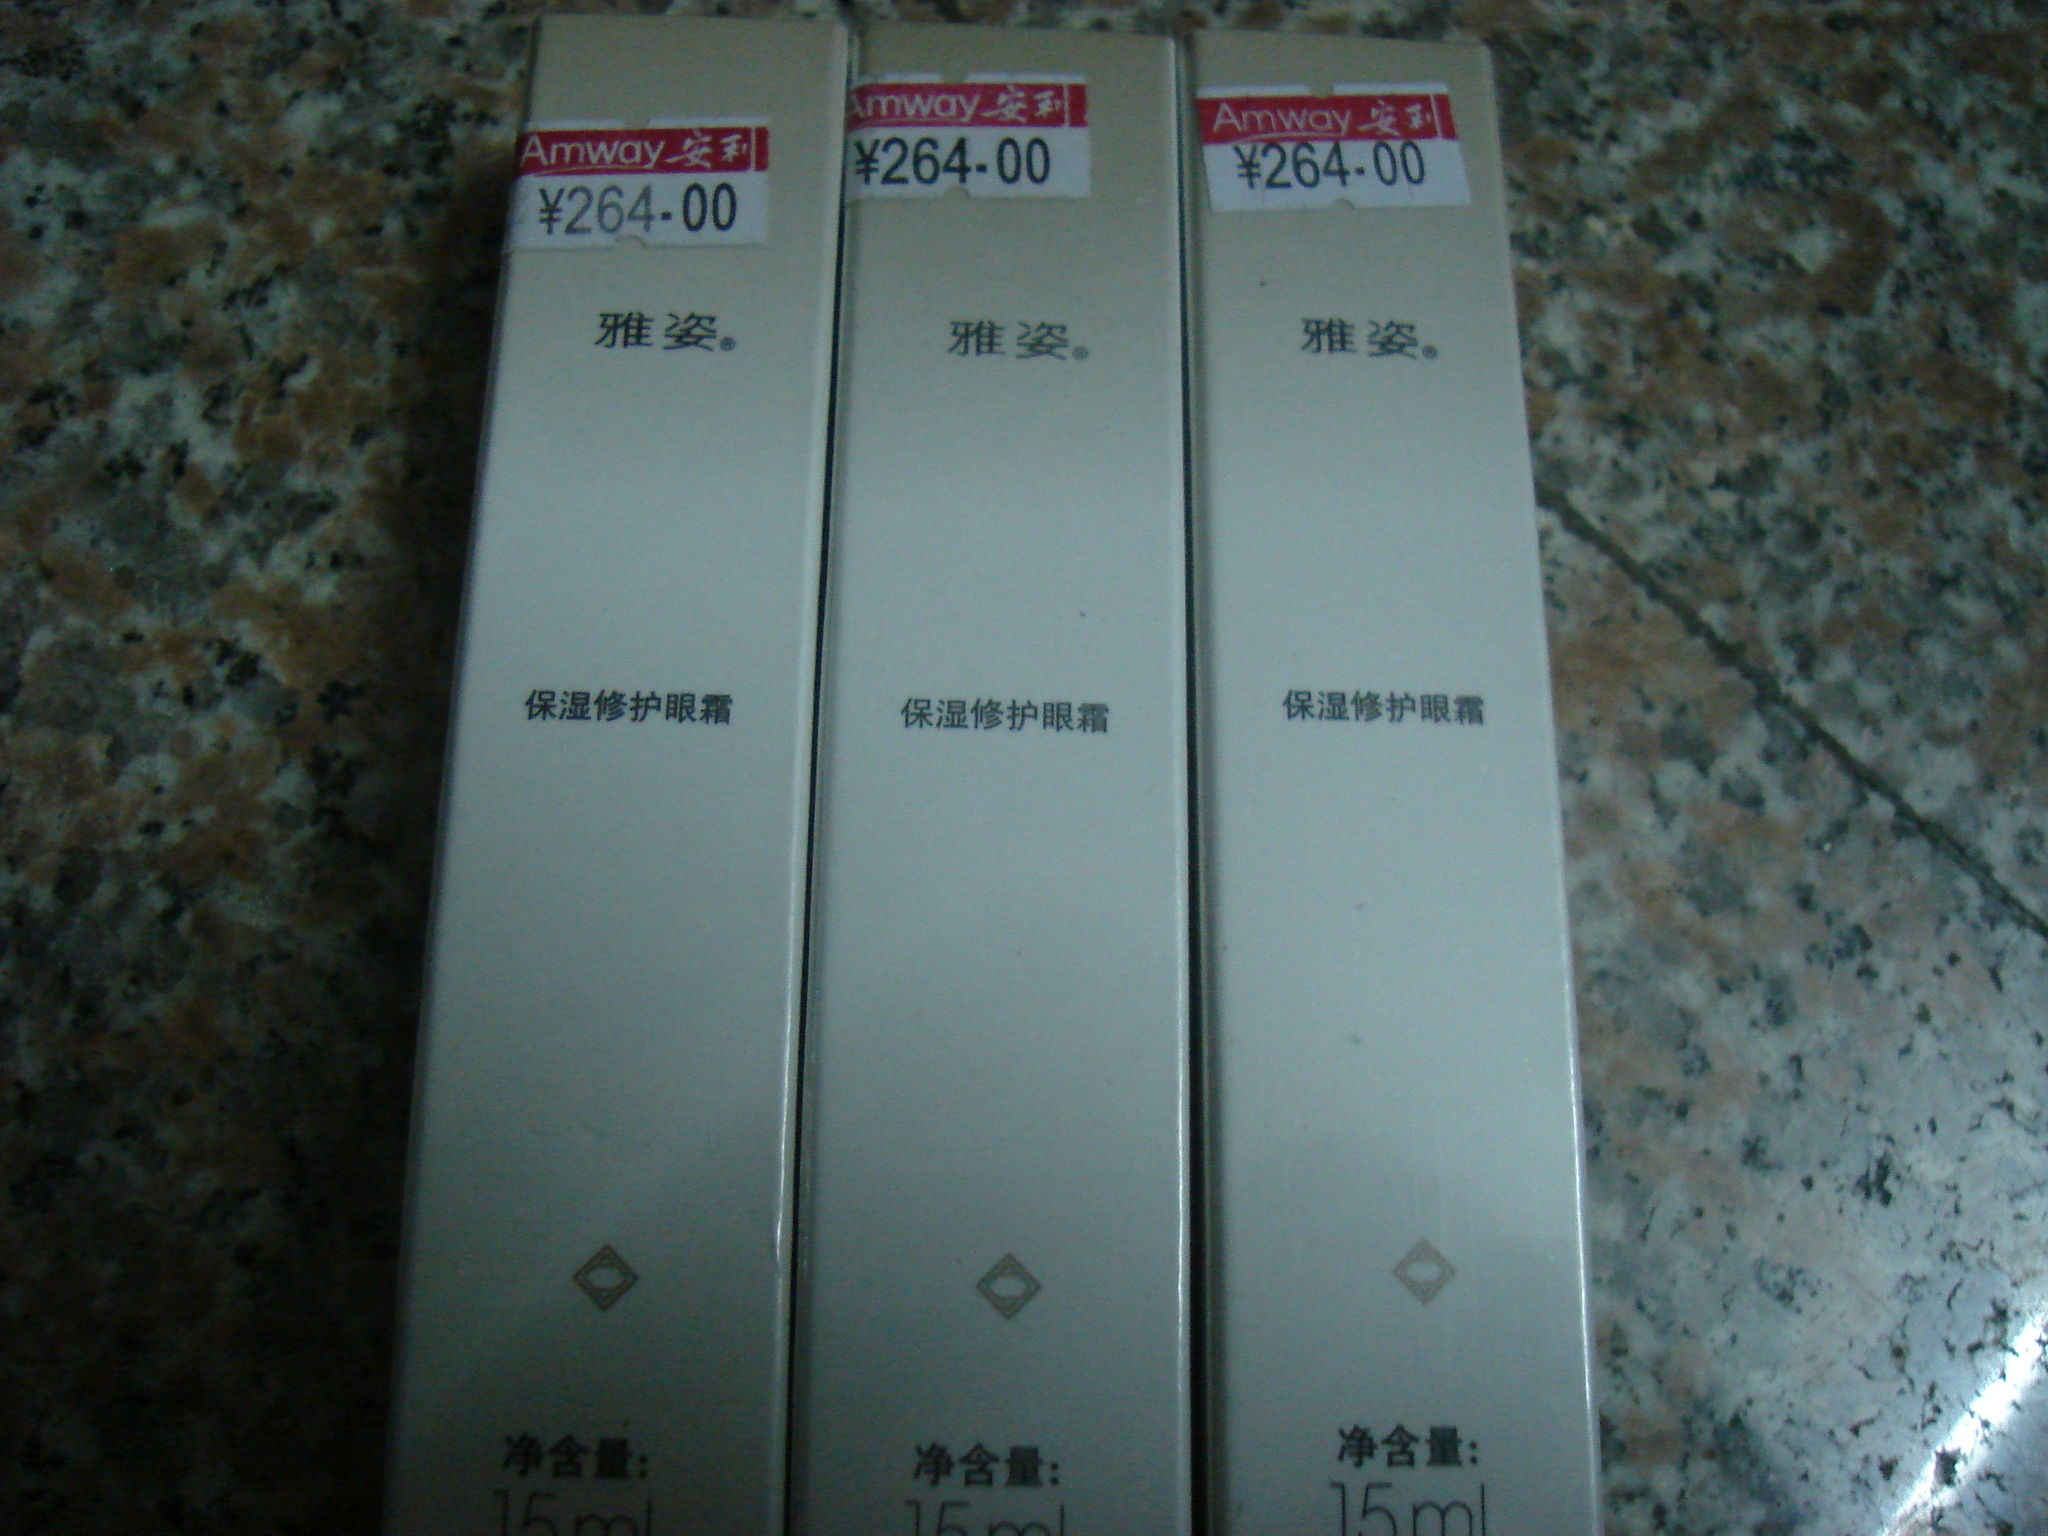 Amway 安利
¥264.00
雅姿®
保湿修护眼霜
净含量:
15ml
Amway 安利
¥264.00
雅姿®
保湿修护眼霜
净含量:
15ml
Amway 安利
¥264.00
雅姿®
保湿修护眼霜
净含量:
15ml